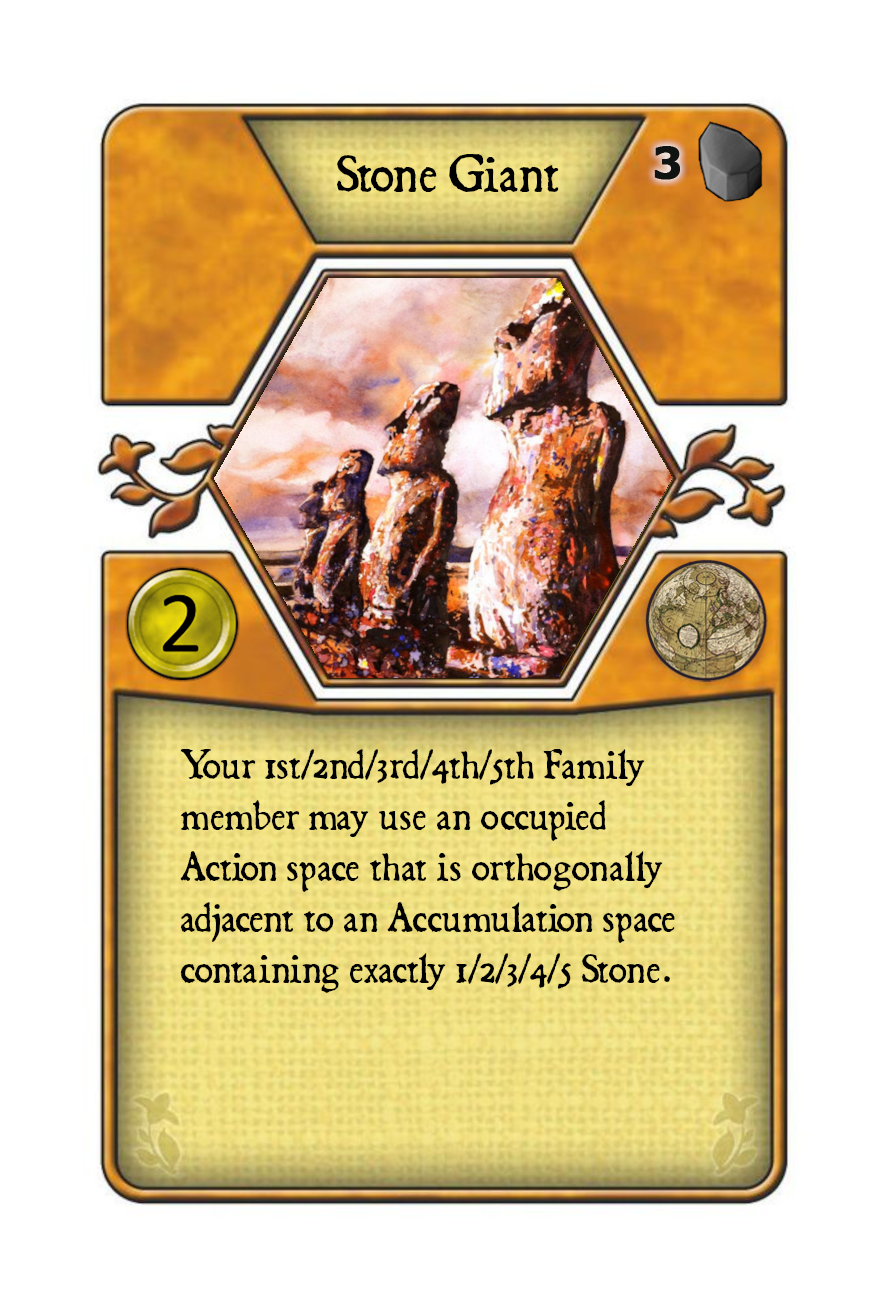 Stone Giant
3
2
Your 1st/2nd/3rd/4th/5th Family
member may use an occupied
Action space that is orthogonally
adjacent to an Accumulation space
containing exactly 1/2/3/4/5 Stone.